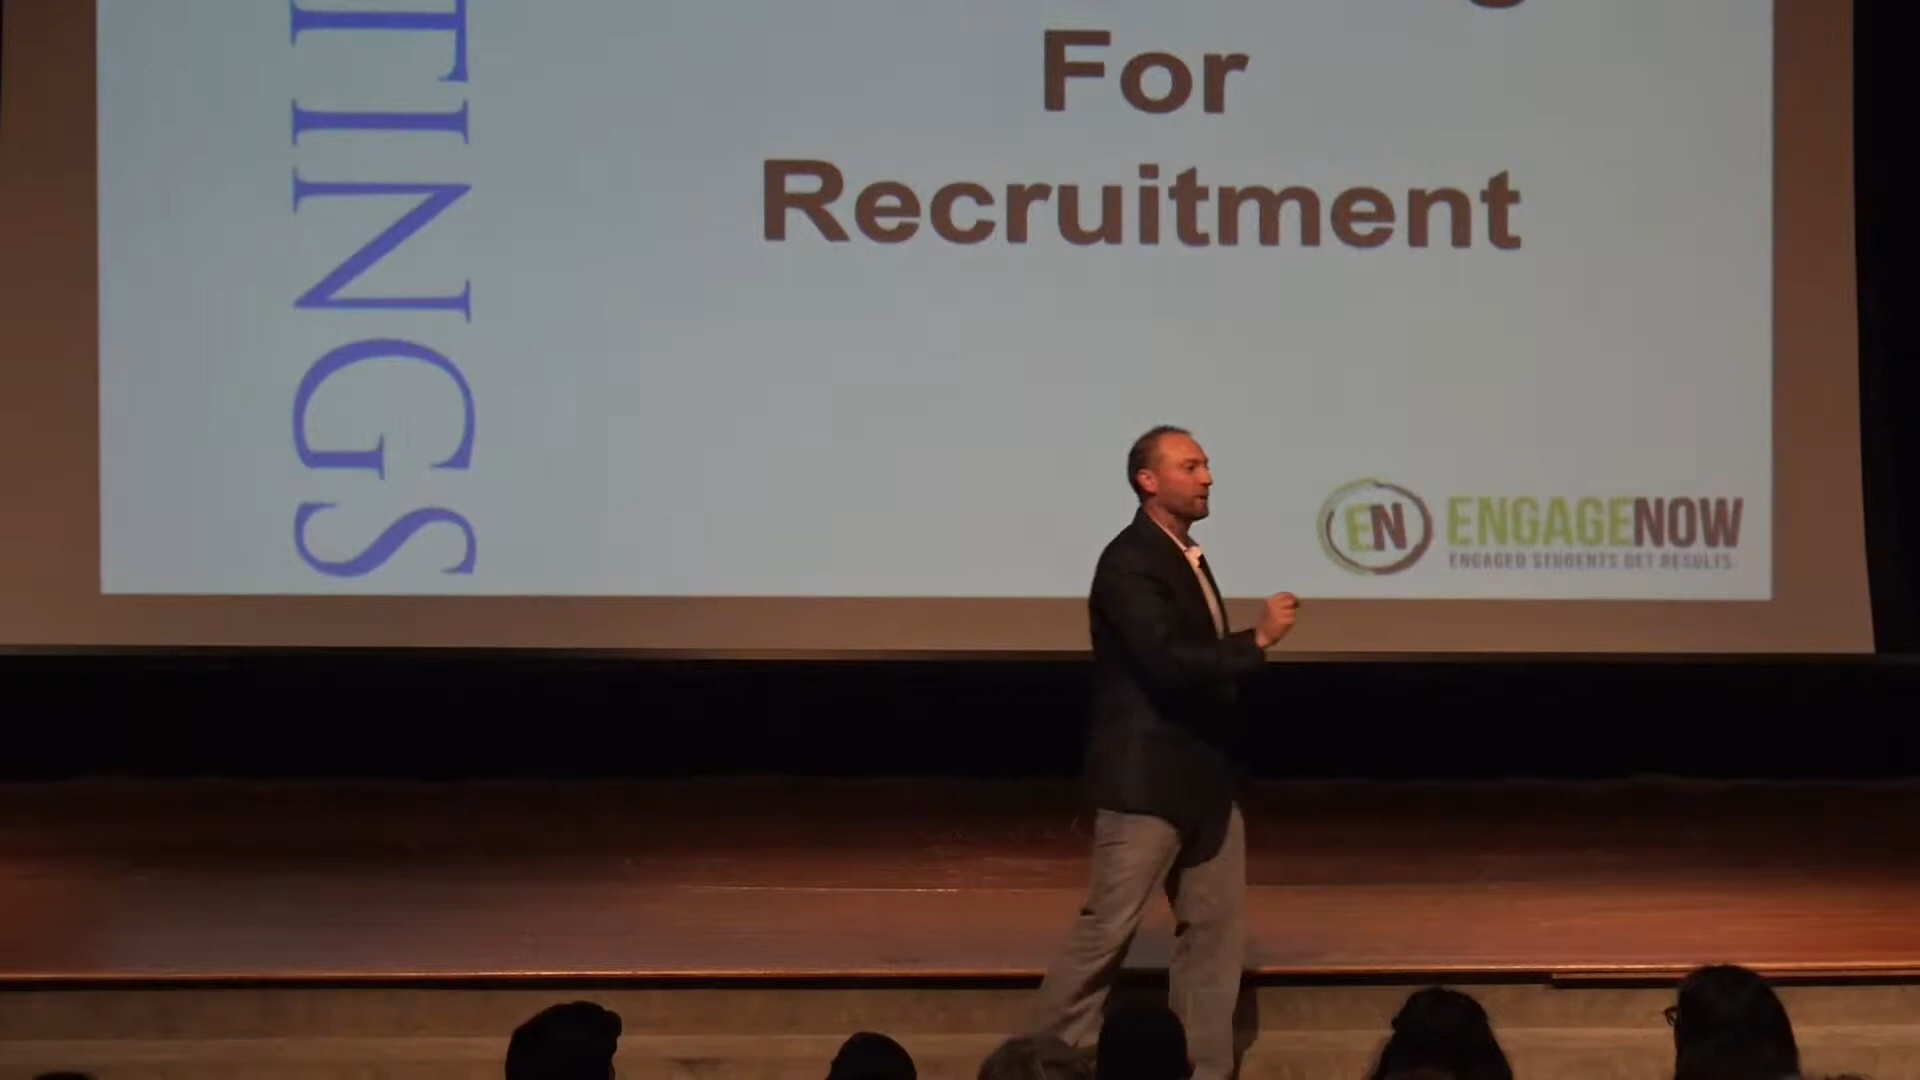 TINGS
For
Recruitment
EN
ENGAGENOW
ENGAGED STUDENTS GET RESULTS.